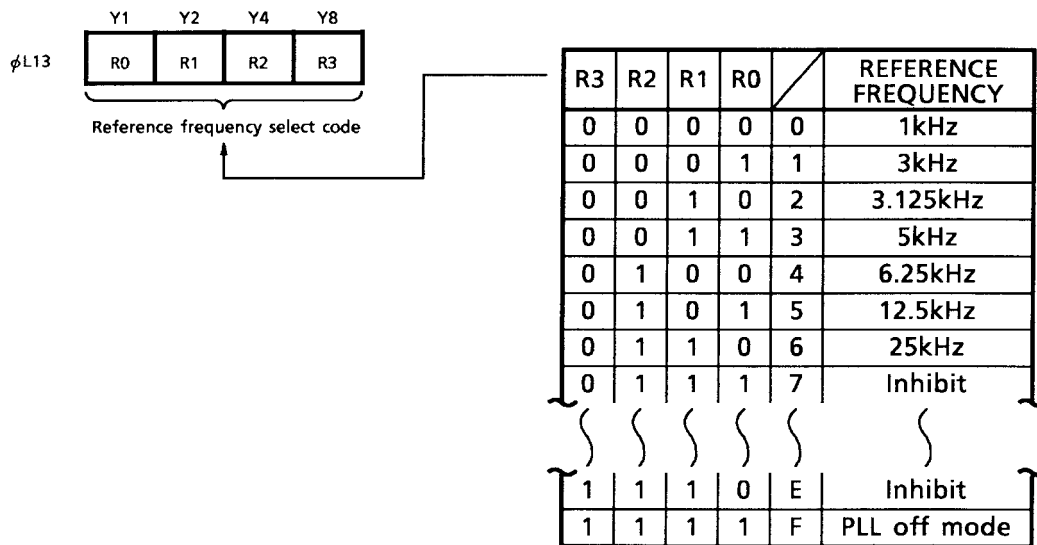 Y1 Y2 Y4 Y8
ϕL13 R0 R1 R2 R3
Reference frequency select code
R3 R2 R1 R0 REFERENCE FREQUENCY
0 0 0 0 0 1kHz
0 0 0 1 1 3kHz
0 0 1 0 2 3.125kHz
0 0 1 1 3 5kHz
0 1 0 0 4 6.25kHz
0 1 0 1 5 12.5kHz
0 1 1 0 6 25kHz
0 1 1 1 7 Inhibit
1 1 1 0 E Inhibit
1 1 1 1 F PLL off mode